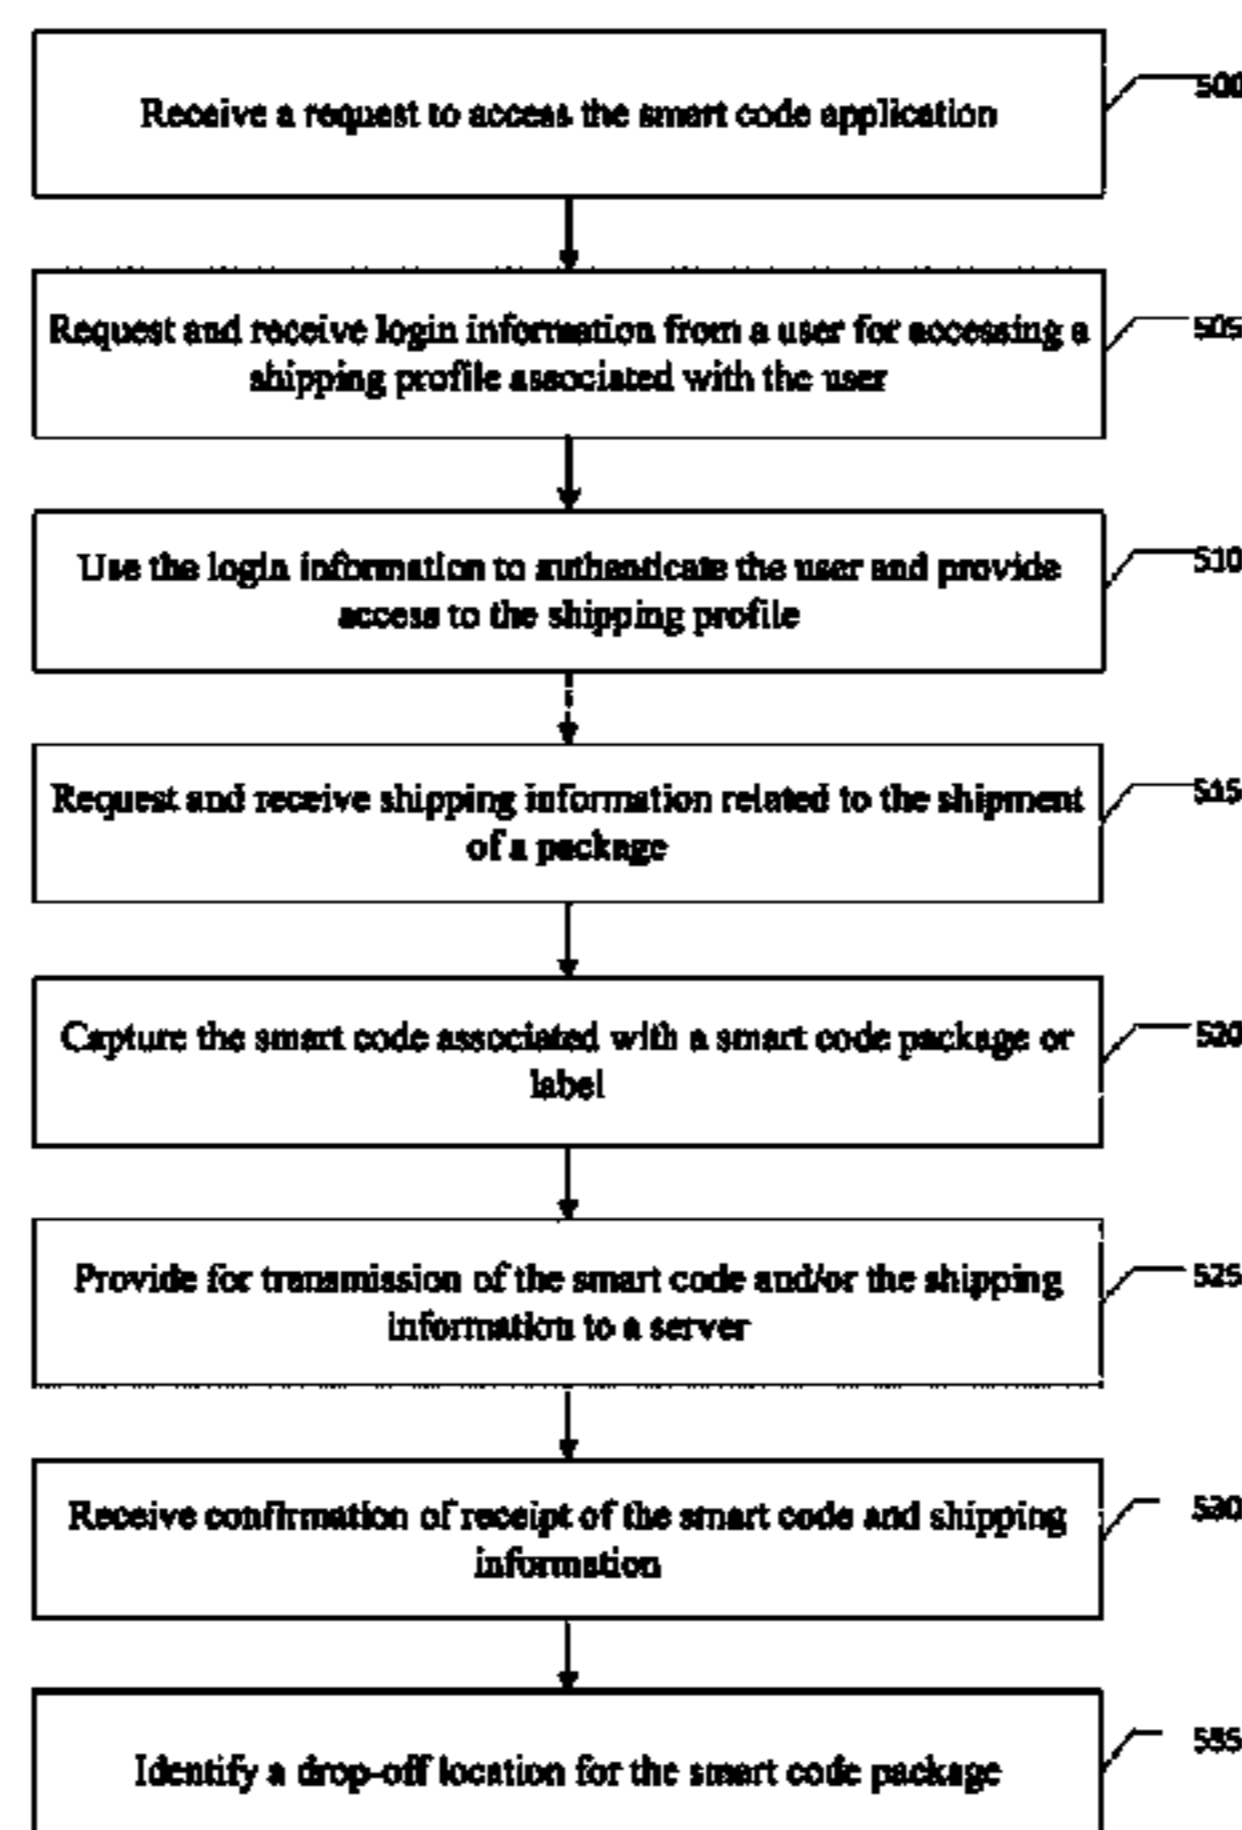 Receive a request to access the smart code application
500
Request and receive login information from a user for accessing a
shipping profile associated with the user
505
Use the login information to authenticate the user and provide
access to the shipping profile
510
Request and receive shipping information related to the shipment
of a package
515
Capture the smart code associated with a smart code package or
label
520
Provide for transmission of the smart code and/or the shipping
information to a server
525
Receive confirmation of receipt of the smart code and shipping
information
530
Identify a drop-off location for the smart code package
535